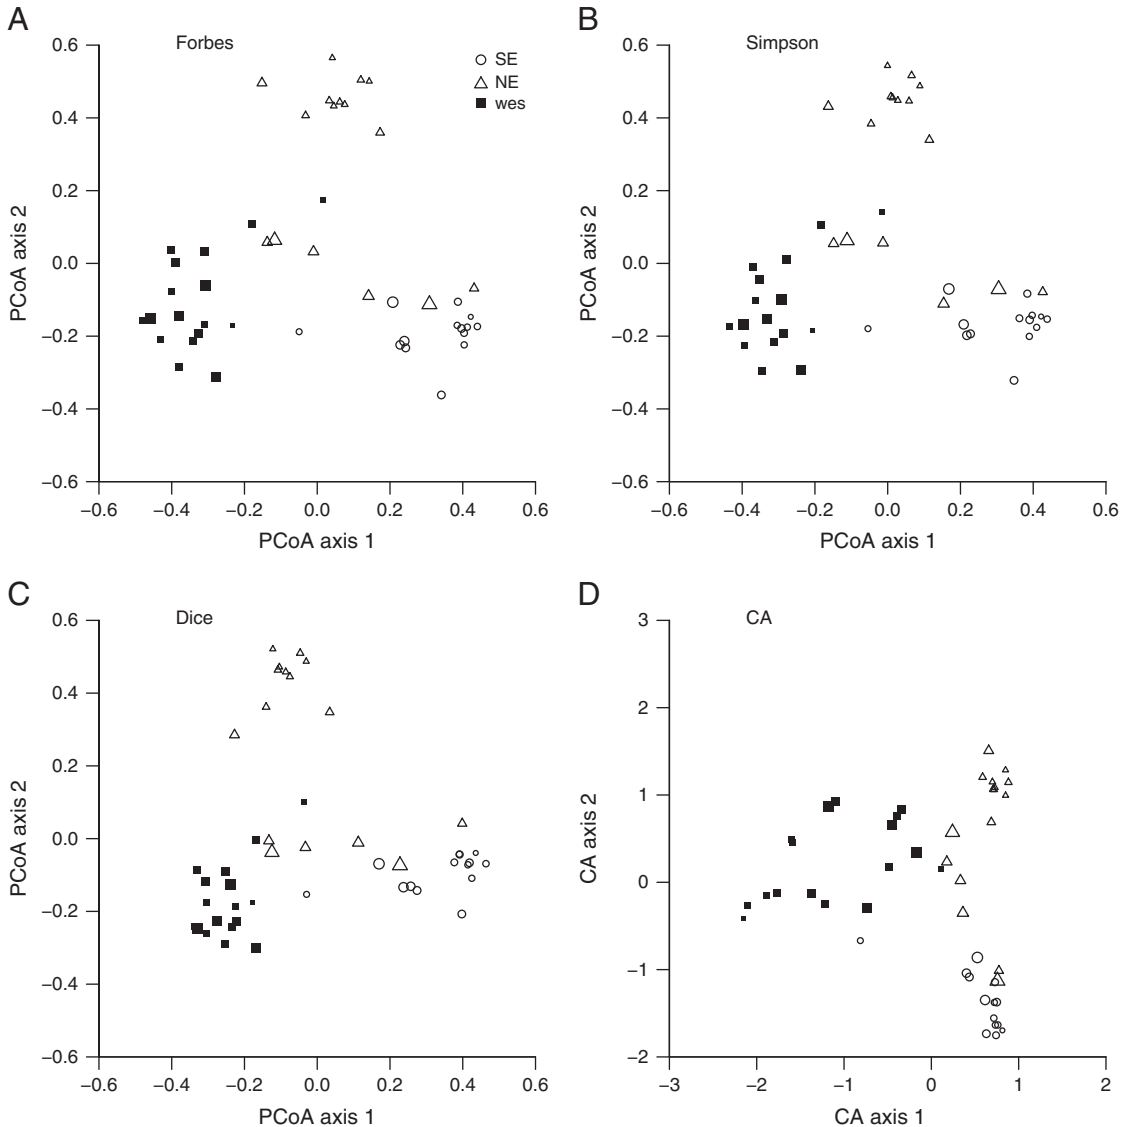 A
Forbes
SE
NE
wes
0.6
0.4
0.2
0.0
−0.2
−0.4
−0.6
PCoA axis 2
−0.6 −0.4 −0.2 0.0 0.2 0.4 0.6
PCoA axis 1
B
Simpson
0.6
0.4
0.2
0.0
−0.2
−0.4
−0.6
PCoA axis 2
−0.6 −0.4 −0.2 0.0 0.2 0.4 0.6
PCoA axis 1
C
Dice
0.6
0.4
0.2
0.0
−0.2
−0.4
−0.6
PCoA axis 2
−0.6 −0.4 −0.2 0.0 0.2 0.4 0.6
PCoA axis 1
D
CA
3
2
1
0
−1
−2
CA axis 2
−3 −2 −1 0 1 2
CA axis 1